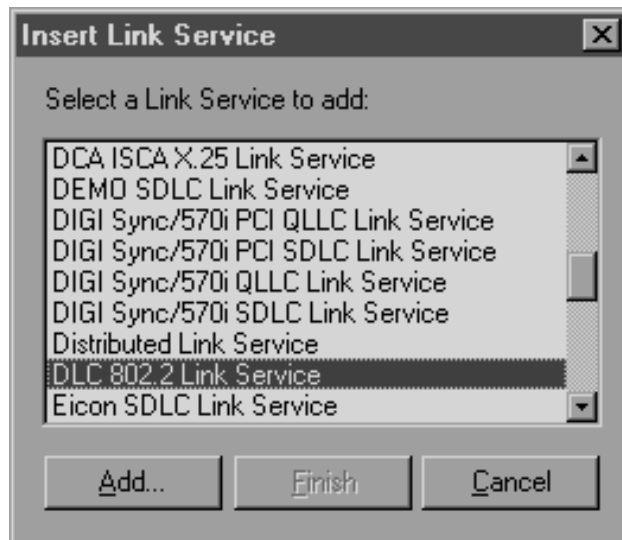 Insert Link Service
Select a Link Service to add:
DCA ISCA X.25 Link Service
DEMO SDLC Link Service
DIGI Sync/570i PCI QLLC Link Service
DIGI Sync/570i PCI SDLC Link Service
DIGI Sync/570i QLLC Link Service
DIGI Sync/570i SDLC Link Service
Distributed Link Service
DLC 802.2 Link Service
Eicon SDLC Link Service
Add... Finish Cancel